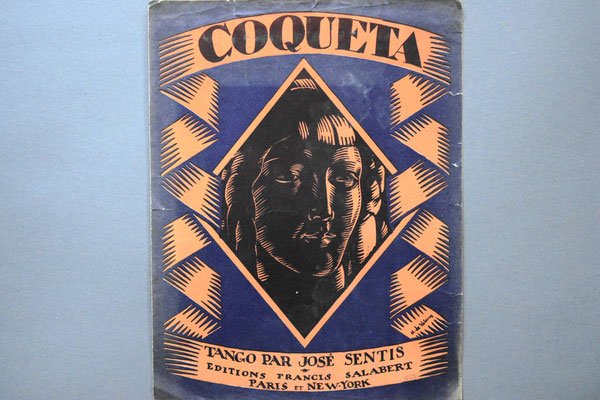 COQUETA
TANGO PAR JOSÉ SENTIS
EDITIONS FRANCIS SALABERT
PARIS ET NEW-YORK